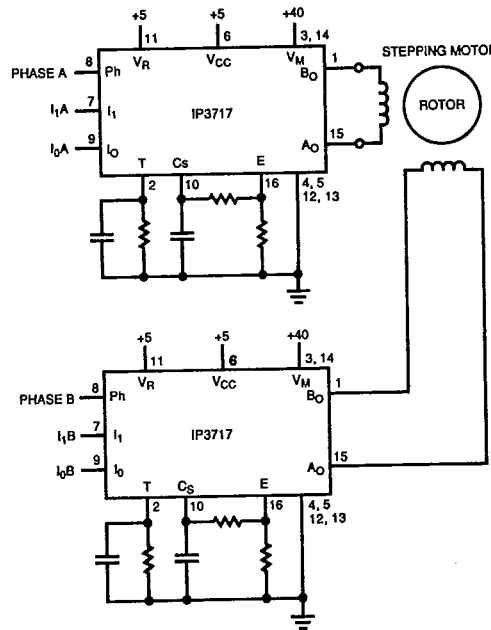 +5 +5 +40
11 6 3, 14
V_R V_CC V_M
PHASE A 8 Ph
B_O 1
STEPPING MOTOR
ROTOR
I_1A 7 I_1
IP3717
I_0A 9 I_O
A_O 15
T C_S E
2 10 16 4, 5
12, 13
+5 +5 +40
11 6 3, 14
V_R V_CC V_M
PHASE B 8 Ph
B_O 1
I_1B 7 I_1
IP3717
I_0B 9 I_0
A_O 15
T C_S E
2 10 16 4, 5
12, 13